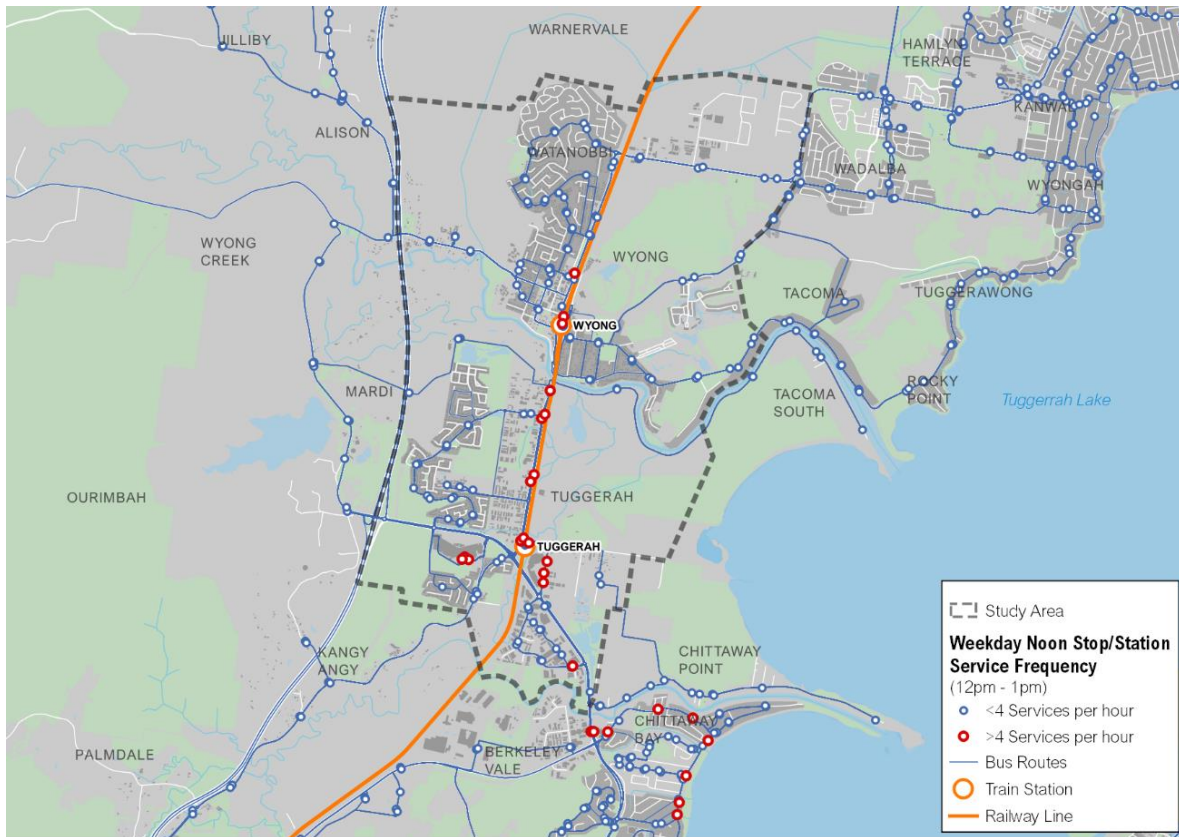 WARNERVALE
JILLIBY
HAMLYN
TERRACE
KANWAL
ALISON
WATANOBBI
WADALBA
WYONGAH
WYONG
CREEK
WYONG
TACOMA
TUGGERAWONG
WYONG
MARDI
TACOMA
SOUTH
ROCKY
POINT
Tuggerrah Lake
OURIMBAH
TUGGERAH
TUGGERAH
KANGY
ANGY
CHITTAWAY
POINT
CHITTAWAY
BAY
PALMDALE
BERKELEY
VALE
Study Area
Weekday Noon Stop/Station
Service Frequency
(12pm - 1pm)
<4 Services per hour
>4 Services per hour
Bus Routes
Train Station
Railway Line